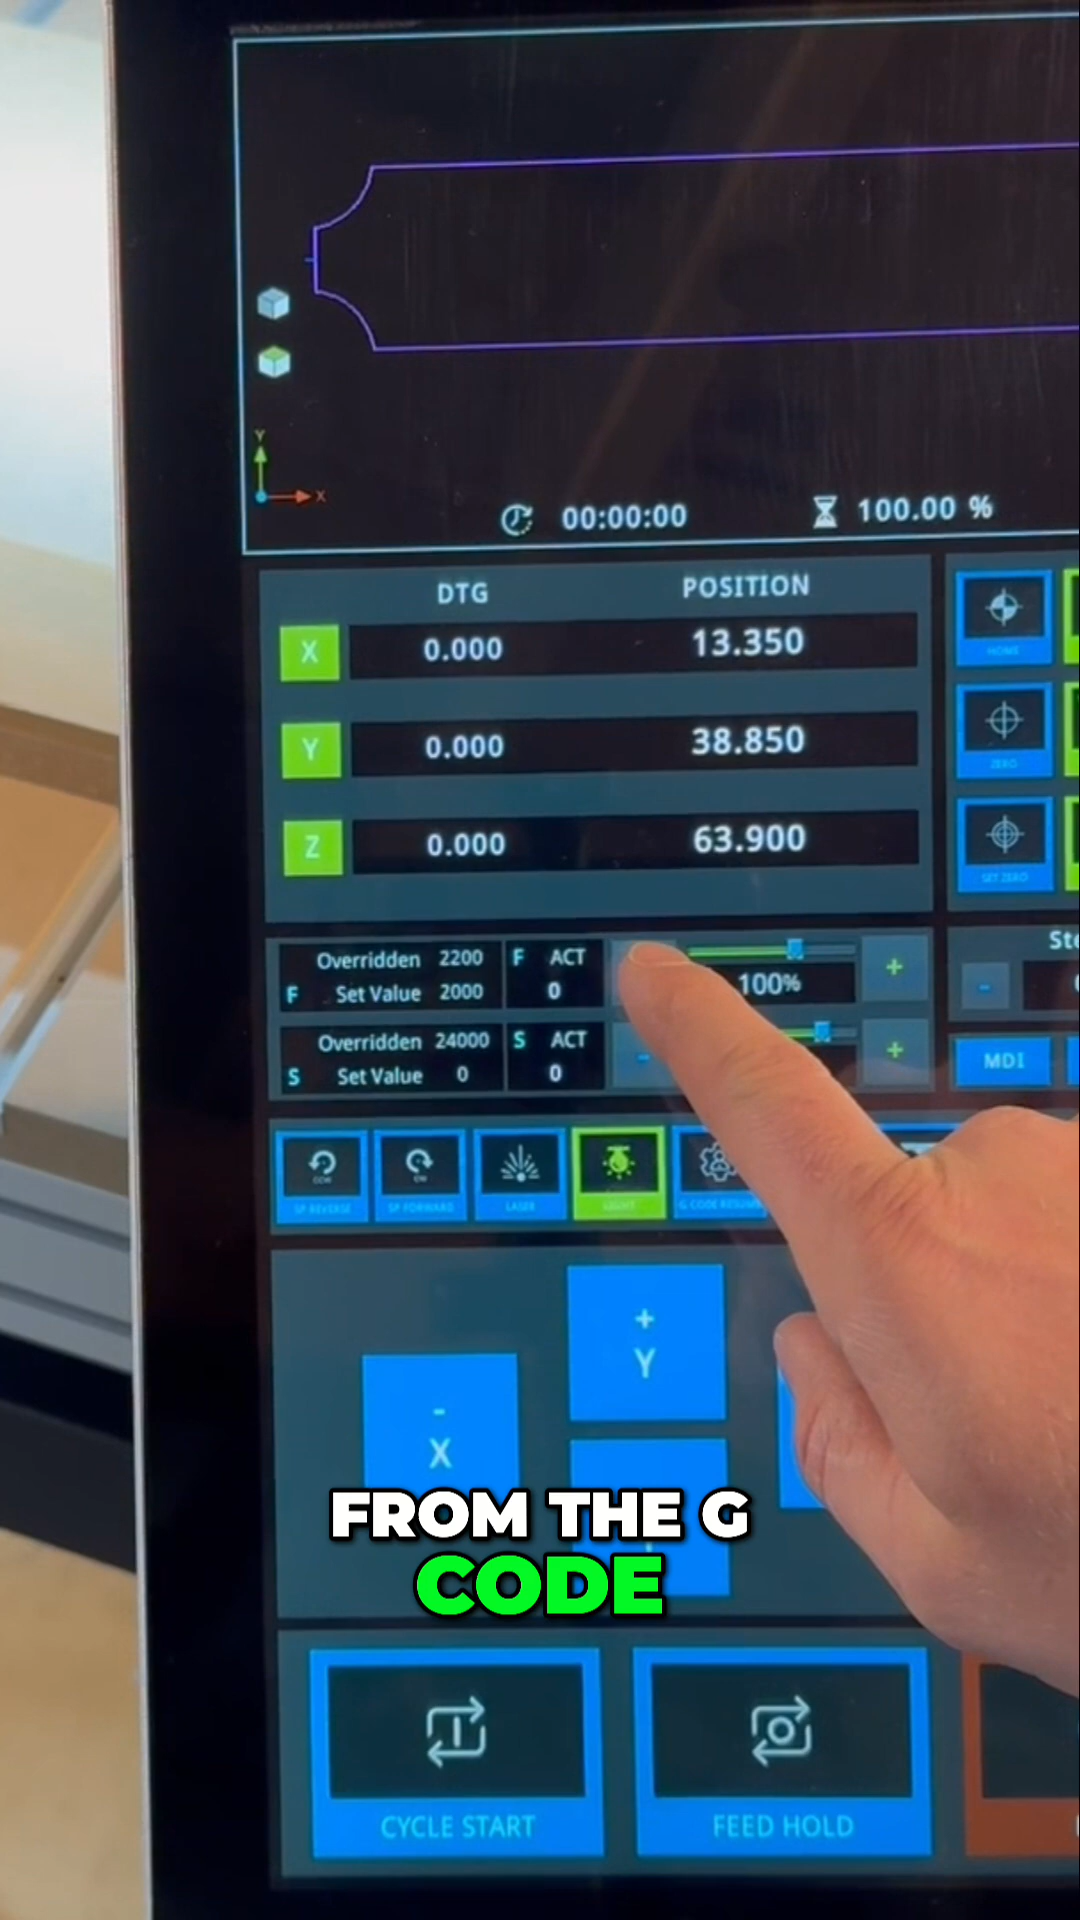 Y
X
00:00:00
100.00 %
DTG
POSITION
X
0.000
13.350
HOME
Y
0.000
38.850
ZERO
Z
0.000
63.900
SET ZERO
Overridden 2200
F ACT
F Set Value 2000
0
-
100%
+
Overridden 24000
S ACT
S Set Value 0
0
-
+
-
MDI
CCW
SP REVERSE
CW
SP FORWARD
LASER
LIGHT
G CODE RESUME
+
Y
-
X
FROM THE G
CODE
CYCLE START
FEED HOLD